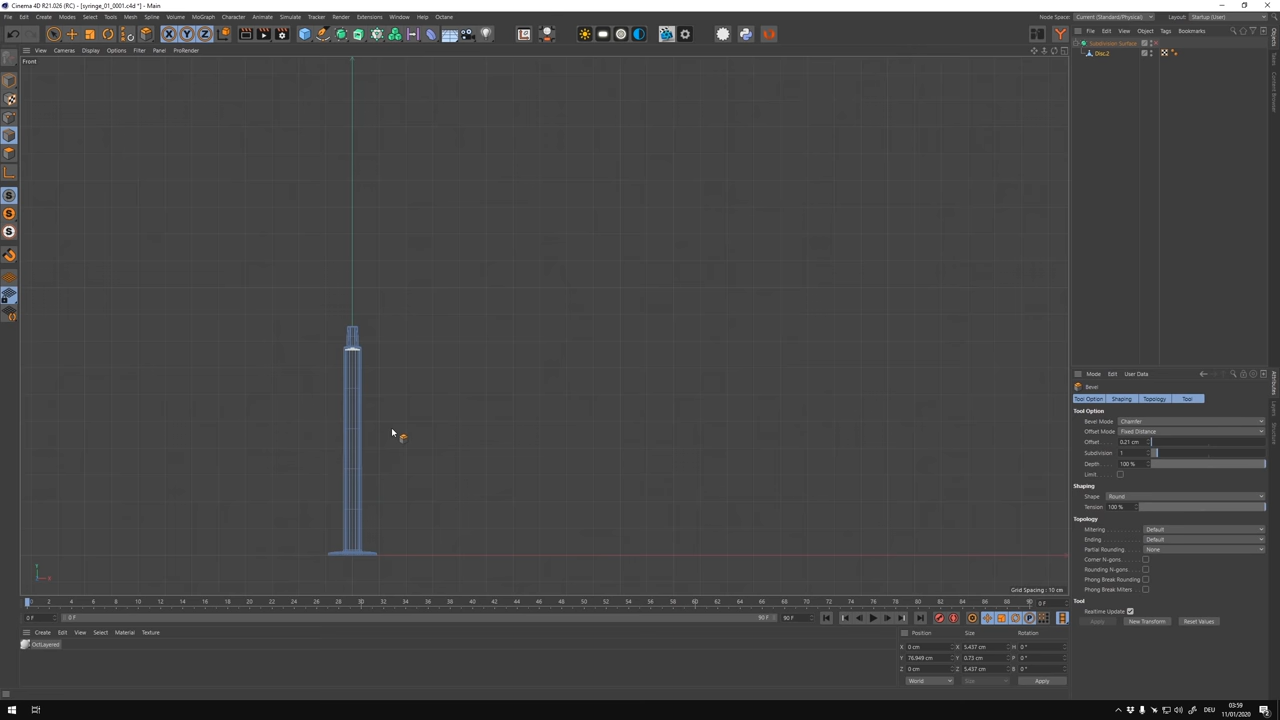 Cinema 4D R21.026 (RC) - [syringe_01_0001.c4d *] - Main
File Edit Create Modes Select Tools Mesh Spline Volume MoGraph Character Animate Simulate Tracker Render Extensions Window Help Octane
Node Space: Current (Standard/Physical) Layout: Startup (User)
X Y Z
View Cameras Display Options Filter Panel ProRender
File Edit View Object Tags Bookmarks
Front
Subdivision Surface
Disc.2
Objects
Takes
Content Browser
Mode Edit User Data
Bevel
Tool Option Shaping Topology Tool
Tool Option
Bevel Mode Chamfer
Offset Mode Fixed Distance
Offset 0.21 cm
Subdivision 1
Depth 100 %
Limit
Shaping
Shape Round
Tension 100 %
Topology
Mitering Default
Ending Default
Partial Rounding None
Corner N-gons
Rounding N-gons
Phong Break Rounding
Phong Break Miters
Tool
Realtime Update
Apply New Transform Reset Values
Attributes
Layers
Structure
Y
X
Grid Spacing : 10 cm
0 2 4 6 8 10 12 14 16 18 20 22 24 26 28 30 32 34 36 38 40 42 44 46 48 50 52 54 56 58 60 62 64 66 68 70 72 74 76 78 80 82 84 86 88 90 0 F
0 F 0 F 90 F 90 F
Create Edit View Select Material Texture
OctLayered
Position Size Rotation
X 0 cm X 5.437 cm H 0 °
Y 76.949 cm Y 0.73 cm P 0 °
Z 0 cm Z 5.437 cm B 0 °
World Size Apply
DEU 03:59
11/01/2020